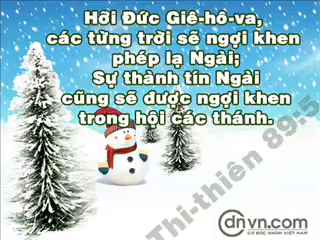 Hỡi Đức Giê-hô-va,
các từng trời sẽ ngợi khen
phép lạ Ngài;
Sự thành tín Ngài
cũng sẽ được ngợi khen
trong hội các thánh.
Thi-thiên 89:5
dnvn.com
CƠ ĐỐC NHÂN VIỆT NAM